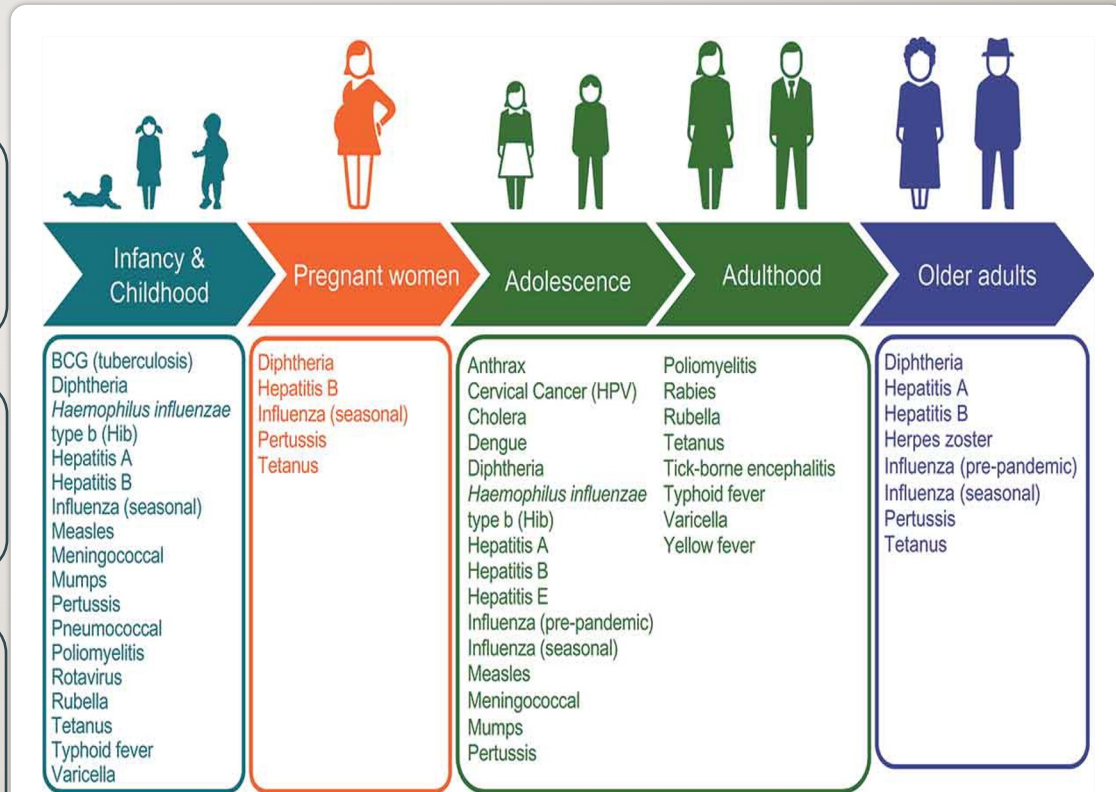 Infancy &
Childhood
Pregnant women
Adolescence
Adulthood
Older adults
BCG (tuberculosis)
Diphtheria
Haemophilus influenzae
type b (Hib)
Hepatitis A
Hepatitis B
Influenza (seasonal)
Measles
Meningococcal
Mumps
Pertussis
Pneumococcal
Poliomyelitis
Rotavirus
Rubella
Tetanus
Typhoid fever
Varicella
Diphtheria
Hepatitis B
Influenza (seasonal)
Pertussis
Tetanus
Anthrax
Cervical Cancer (HPV)
Cholera
Dengue
Diphtheria
Haemophilus influenzae
type b (Hib)
Hepatitis A
Hepatitis B
Hepatitis E
Influenza (pre-pandemic)
Influenza (seasonal)
Measles
Meningococcal
Mumps
Pertussis
Poliomyelitis
Rabies
Rubella
Tetanus
Tick-borne encephalitis
Typhoid fever
Varicella
Yellow fever
Diphtheria
Hepatitis A
Hepatitis B
Herpes zoster
Influenza (pre-pandemic)
Influenza (seasonal)
Pertussis
Tetanus